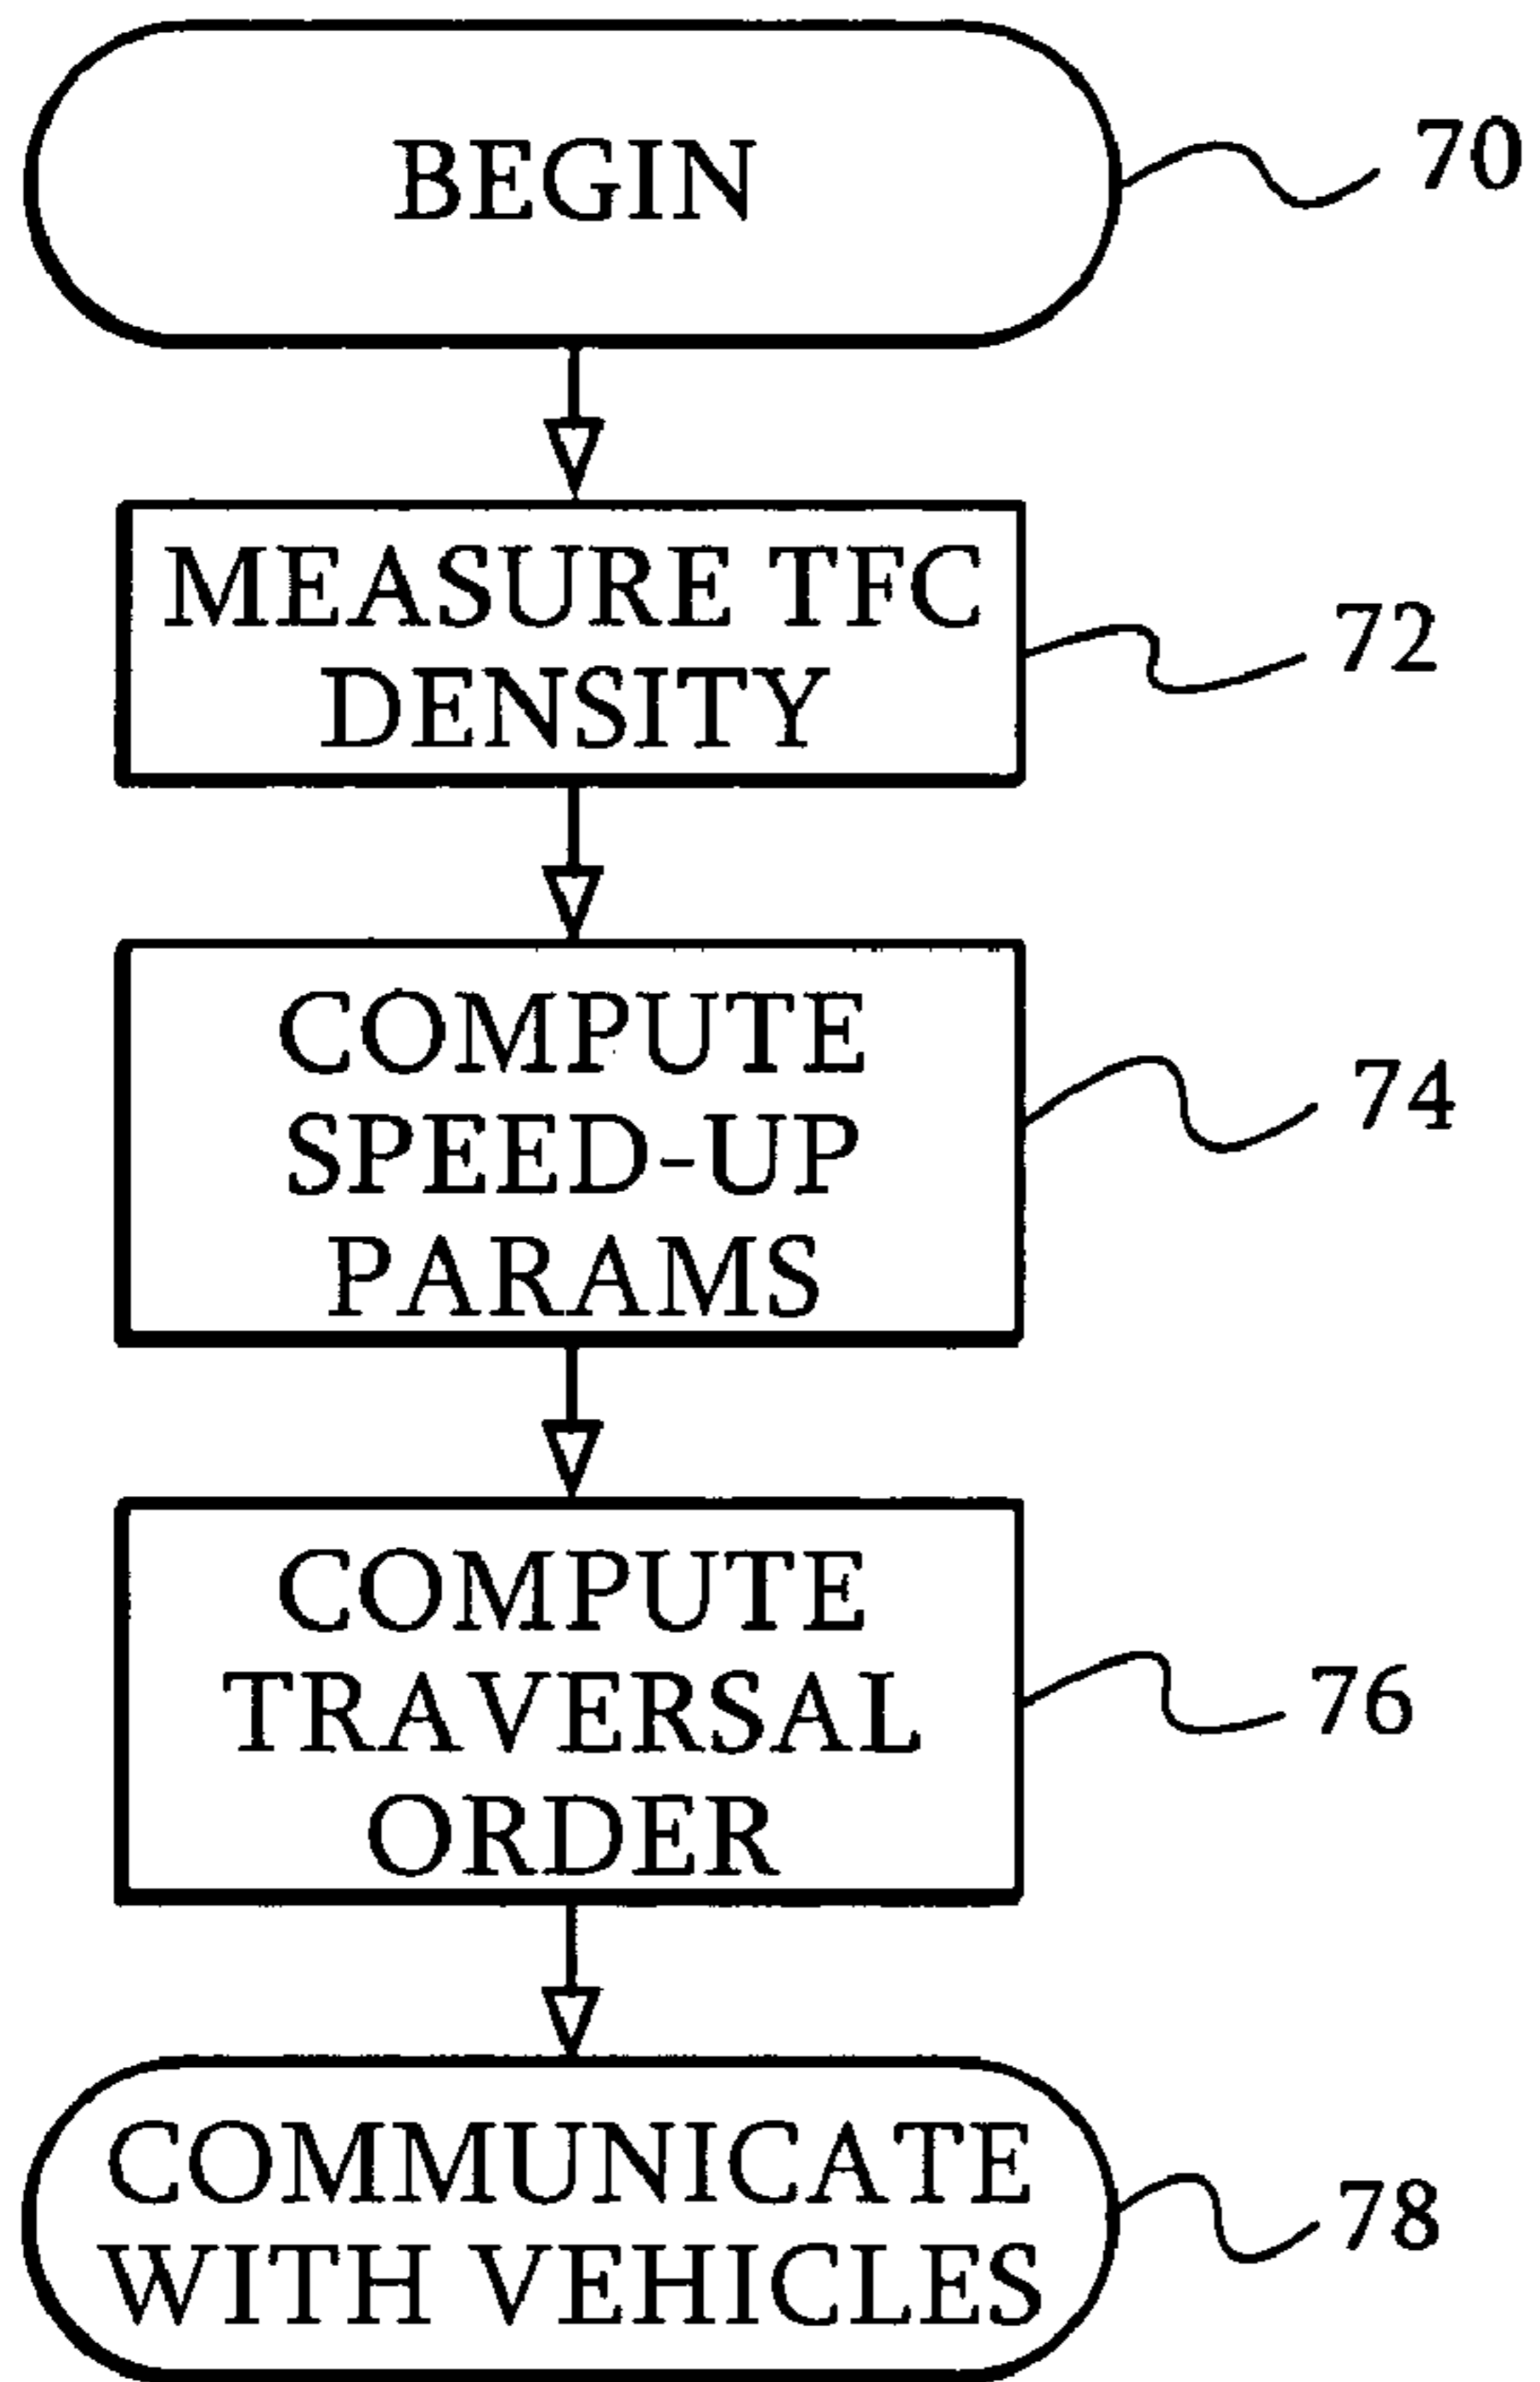 BEGIN
70
MEASURE TFC
DENSITY
72
COMPUTE
SPEED-UP
PARAMS
74
COMPUTE
TRAVERSAL
ORDER
76
COMMUNICATE
WITH VEHICLES
78